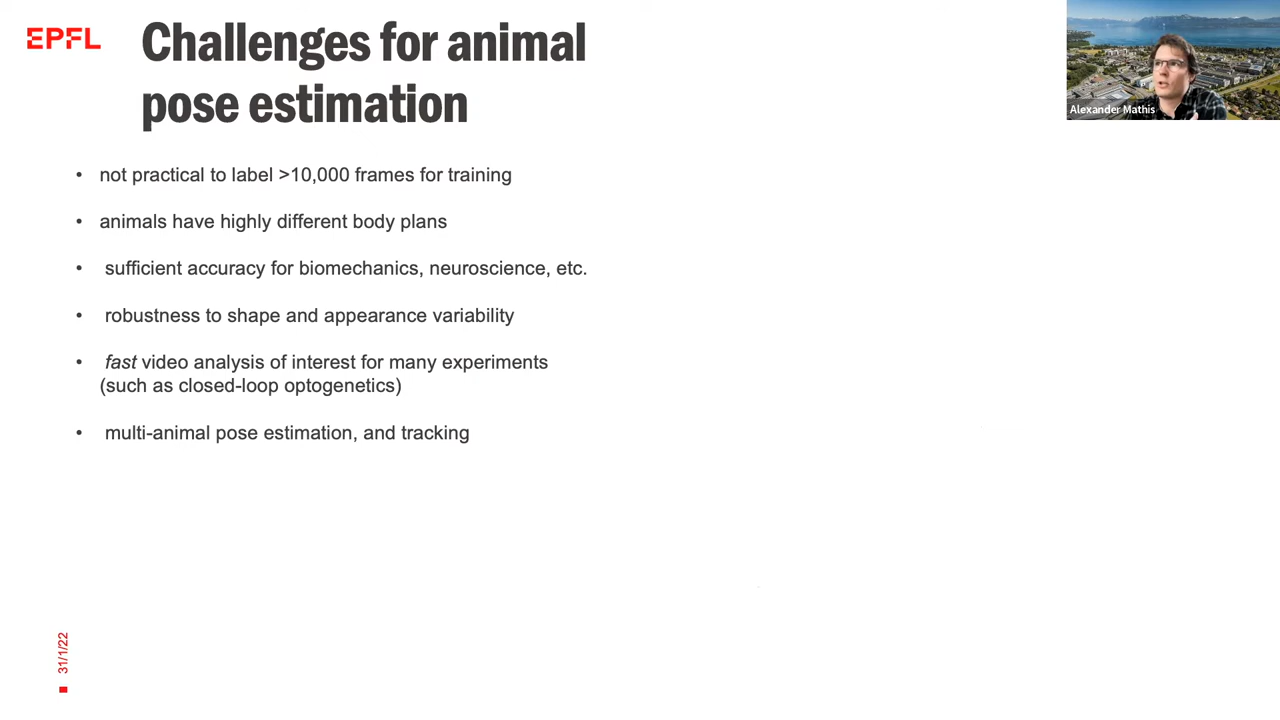 EPFL
Challenges for animal
pose estimation
Alexander Mathis
• not practical to label >10,000 frames for training
• animals have highly different body plans
• sufficient accuracy for biomechanics, neuroscience, etc.
• robustness to shape and appearance variability
• fast video analysis of interest for many experiments
(such as closed-loop optogenetics)
• multi-animal pose estimation, and tracking
31/1/22